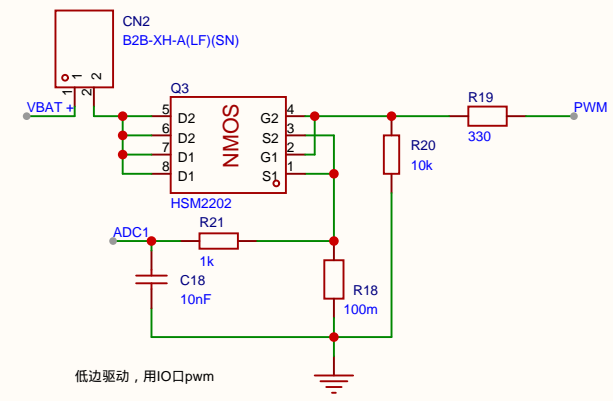 CN2
B2B-XH-A(LF)(SN)
1
2
1
2
VBAT +
Q3
5
D2
G2
4
6
D2
S2
3
7
D1
G1
2
8
D1
S1
1
NMOS
HSM2202
R19
330
PWM
R20
10k
ADC1
R21
1k
C18
10nF
R18
100m
低边驱动，用IO口pwm